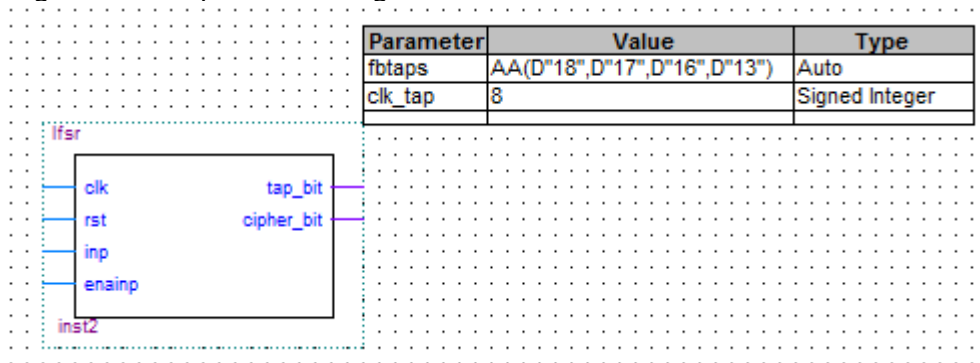 Parameter Value Type
fbtaps AA(D"18",D"17",D"16",D"13") Auto
clk_tap 8 Signed Integer
lfsr
clk tap_bit
rst cipher_bit
inp
enainp
inst2